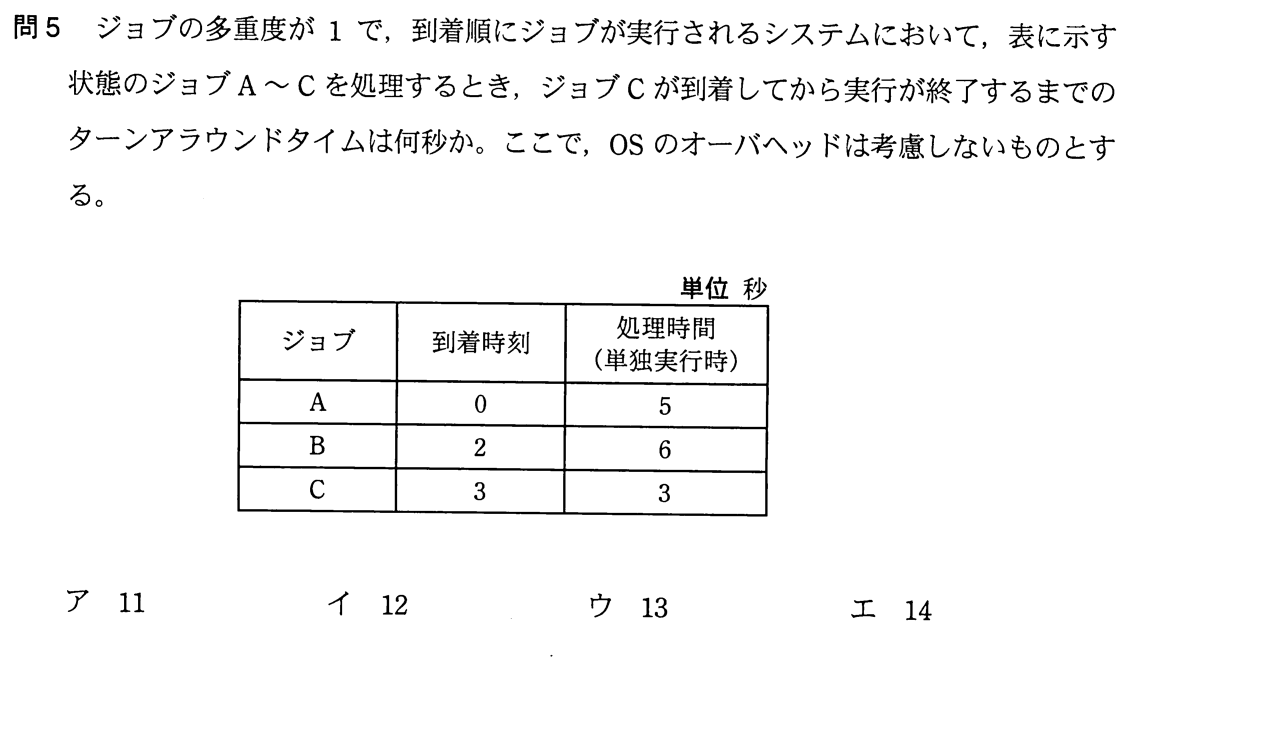 問5 ジョブの多重度が 1 で，到着順にジョブが実行されるシステムにおいて，表に示す
状態のジョブ A ～ C を処理するとき，ジョブ C が到着してから実行が終了するまでの
ターンアラウンドタイムは何秒か。ここで，OS のオーバヘッドは考慮しないものとす
る。
単位 秒
ジョブ 到着時刻 処理時間
（単独実行時）
A 0 5
B 2 6
C 3 3
ア 11 イ 12 ウ 13 エ 14